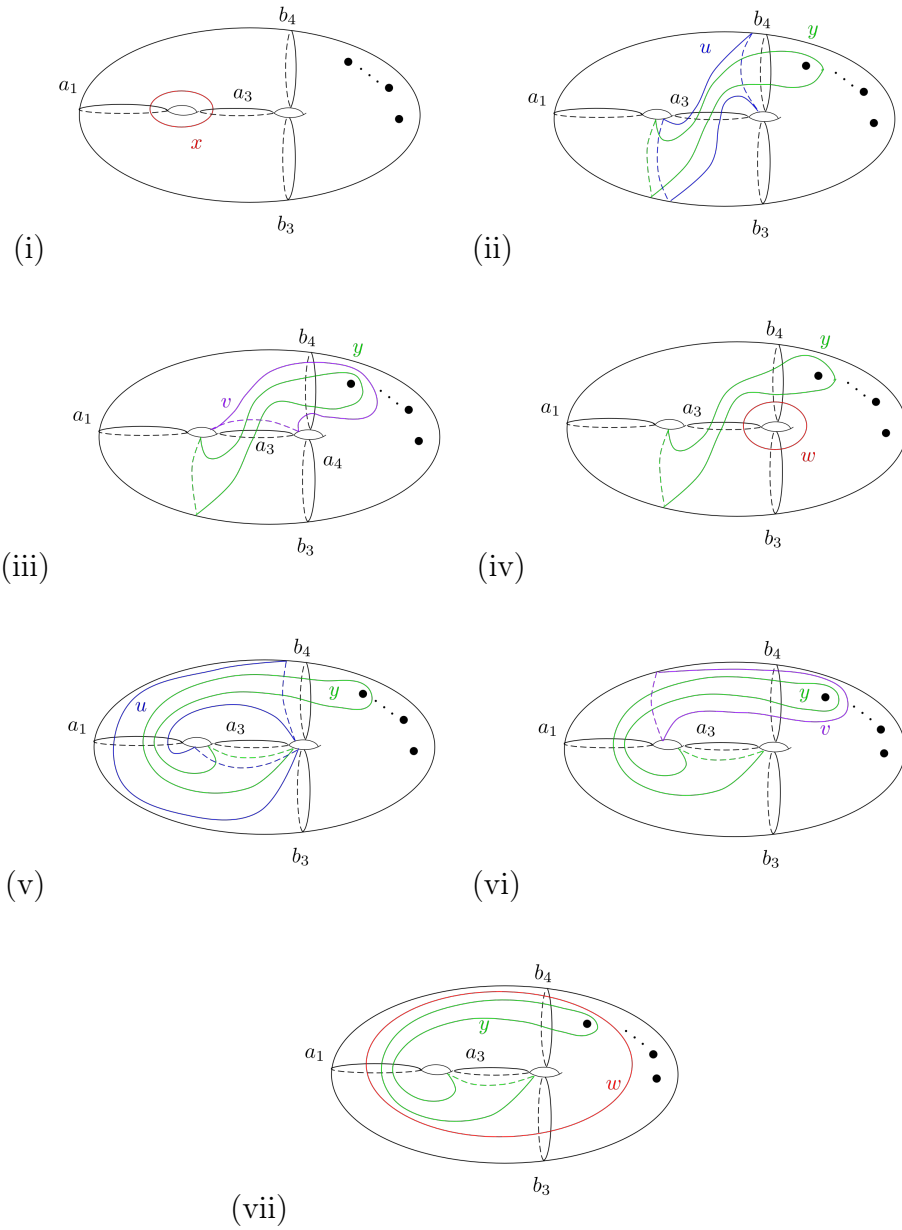 b₄
a₁
a₃
x
b₃
(i)
b₄
y
u
a₁
a₃
b₃
(ii)
b₄
y
v
a₁
a₃
a₄
b₃
(iii)
b₄
y
a₃
a₁
w
b₃
(iv)
b₄
u
y
a₁
a₃
b₃
(v)
b₄
y
a₁
a₃
v
b₃
(vi)
b₄
y
a₁
a₃
w
b₃
(vii)